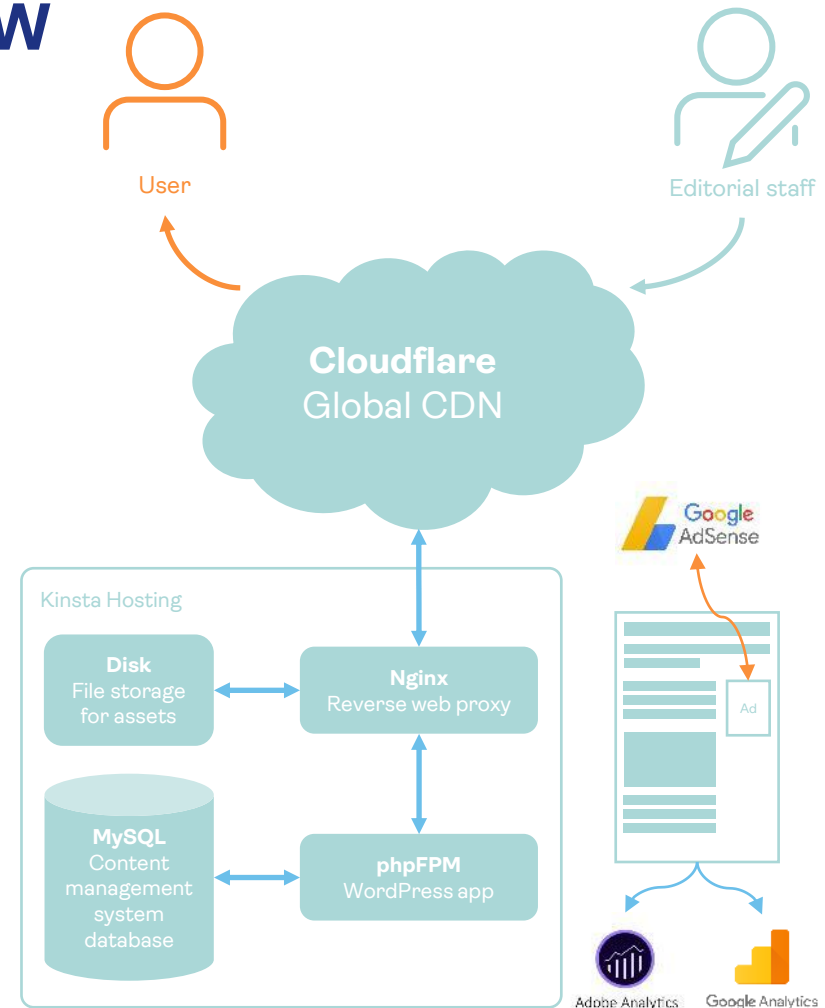 User
Editorial staff
Cloudflare
Global CDN
Google
AdSense
Kinsta Hosting
Disk
File storage
for assets
Nginx
Reverse web proxy
Ad
MySQL
Content
management
system
database
phpFPM
WordPress app
Adobe Analytics
Google Analytics